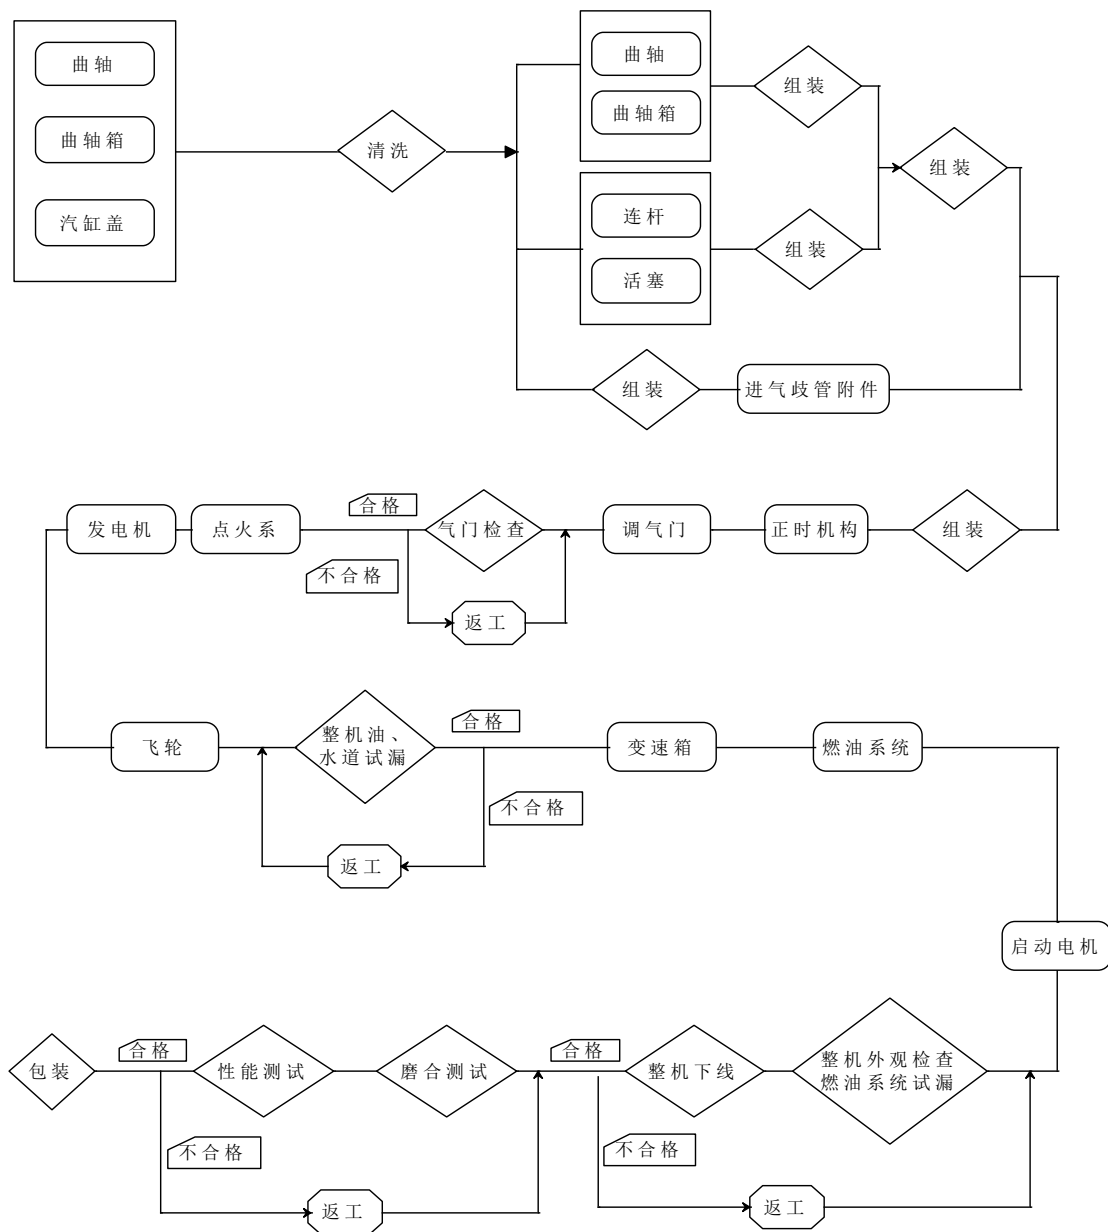 曲轴
曲轴箱
汽缸盖
清洗
曲轴
曲轴箱
组装
连杆
活塞
组装
组装
组装
进气歧管附件
发电机
点火系
合格
不合格
气门检查
返工
调气门
正时机构
组装
飞轮
整机油、
水道试漏
合格
不合格
返工
变速箱
燃油系统
启动电机
包装
合格
不合格
性能测试
磨合测试
返工
合格
不合格
整机下线
整机外观检查
燃油系统试漏
返工